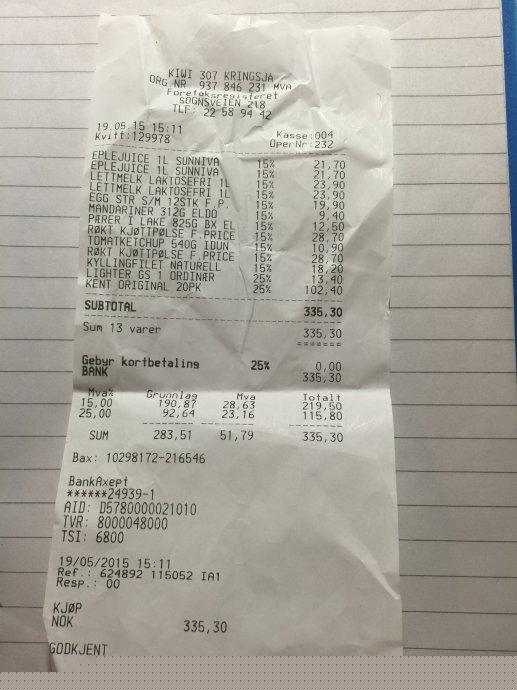 KIWI 307 KRINGSJA
ORG NR. 937 846 231 MVA
Foretaksregisteret
SOGNSVEIEN 218
TLF: 22 58 94 42
19.05.15 15:11 Kasse:004
Kvitt:129978 OperNr:232
EPLEJUICE 1L SUNNIVA 15% 21,70
EPLEJUICE 1L SUNNIVA 15% 21,70
LETTMELK LAKTOSEFRI 1L 15% 23,90
LETTMELK LAKTOSEFRI 1L 15% 23,90
EGG STR S/M 12STK F.P. 15% 19,90
MANDARINER 312G ELDO 15% 9,40
PÆRER I LAKE 825G BX EL 15% 12,50
RØKT KJØTTPØLSE F.PRICE 15% 28,70
TOMATKETCHUP 540G IDUN 15% 10,90
RØKT KJØTTPØLSE F.PRICE 15% 28,70
KYLLINGFILET NATURELL 15% 18,20
LIGHTER GS 1 ORDINÆR 25% 13,40
KENT ORIGINAL 20PK 25% 102,40
SUBTOTAL 335,30
Sum 13 varer 335,30
Gebyr kortbetaling 25% 0,00
BANK 335,30
Mva% Grunnlag Mva Totalt
15,00 190,87 28,63 219,50
25,00 92,64 23,16 115,80
SUM 283,51 51,79 335,30
Bax: 10298172-216546
BankAxept
******24939-1
AID: D5780000021010
TVR: 8000048000
TSI: 6800
19/05/2015 15:11
Ref.: 624892 115052 IA1
Resp.: 00
KJØP
NOK 335,30
GODKJENT